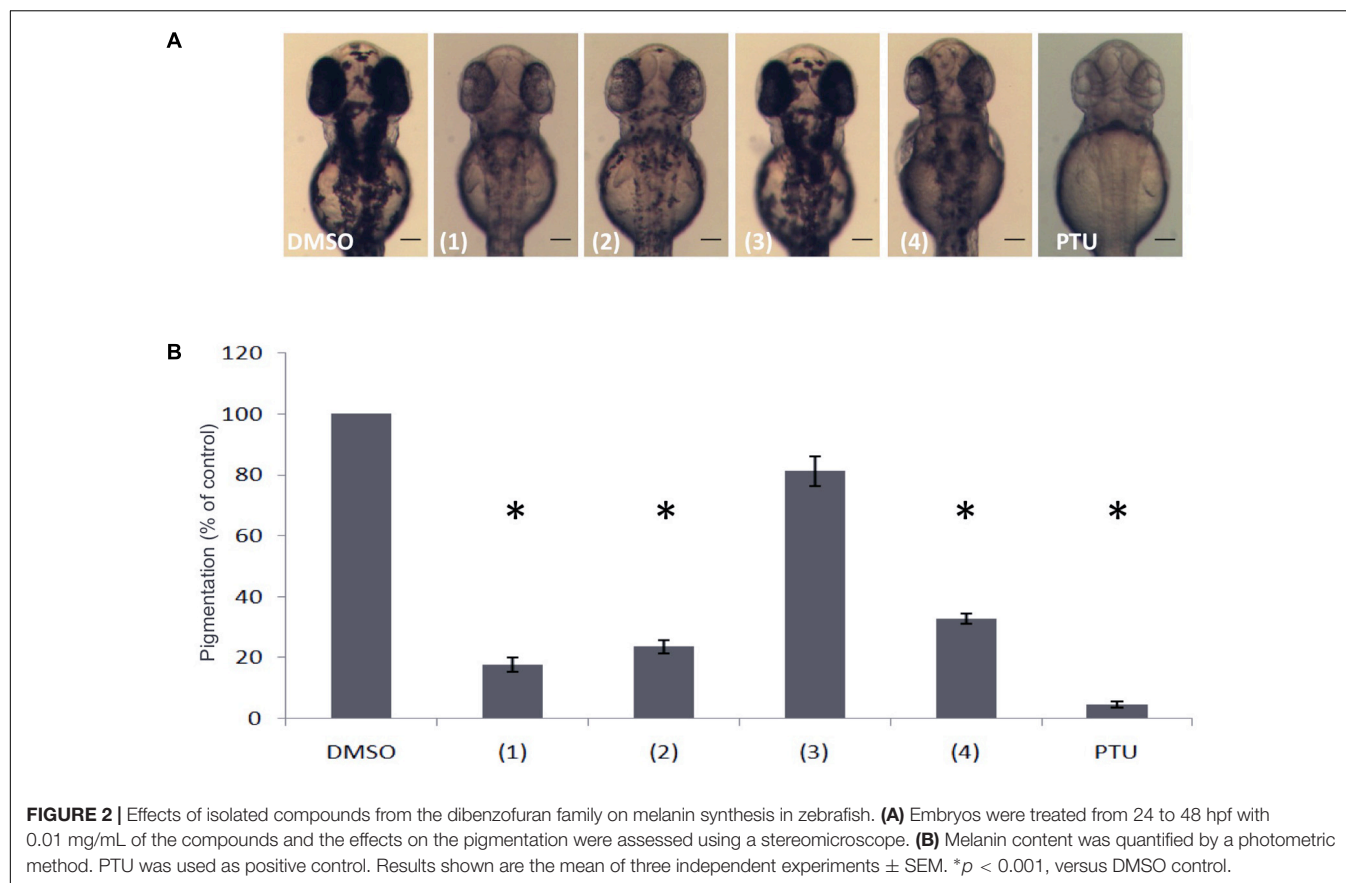 A
DMSO (1) (2) (3) (4) PTU
B
120
100
80
60
40
20
0
Pigmentation (% of control)
* * * *
DMSO (1) (2) (3) (4) PTU
FIGURE 2 | Effects of isolated compounds from the dibenzofuran family on melanin synthesis in zebrafish. (A) Embryos were treated from 24 to 48 hpf with
0.01 mg/mL of the compounds and the effects on the pigmentation were assessed using a stereomicroscope. (B) Melanin content was quantified by a photometric
method. PTU was used as positive control. Results shown are the mean of three independent experiments ± SEM. *p < 0.001, versus DMSO control.